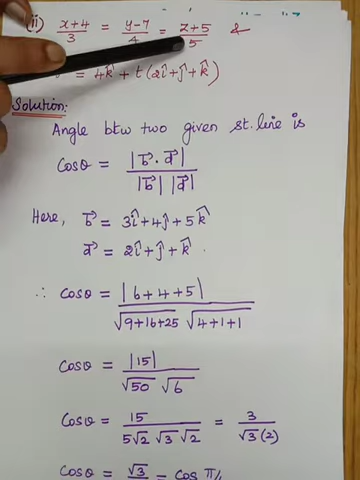 (ii) x+4/3 = y-7/4 = z+5/5 &
= 4k̂ + t(2î+ĵ+k̂)
Solution:
Angle btw two given st. line is
Cosθ = |b⃗ · d⃗| / |b⃗| |d⃗|
Here, b⃗ = 3î+4ĵ+5k̂
d⃗ = 2î+ĵ+k̂.
∴ cosθ = |6+4+5| / √9+16+25 √4+1+1
Cosθ = |15| / √50 √6
Cosθ = 15 / 5√2 √3 √2 = 3 / √3 (2)
Cosθ = √3 = Cos π/